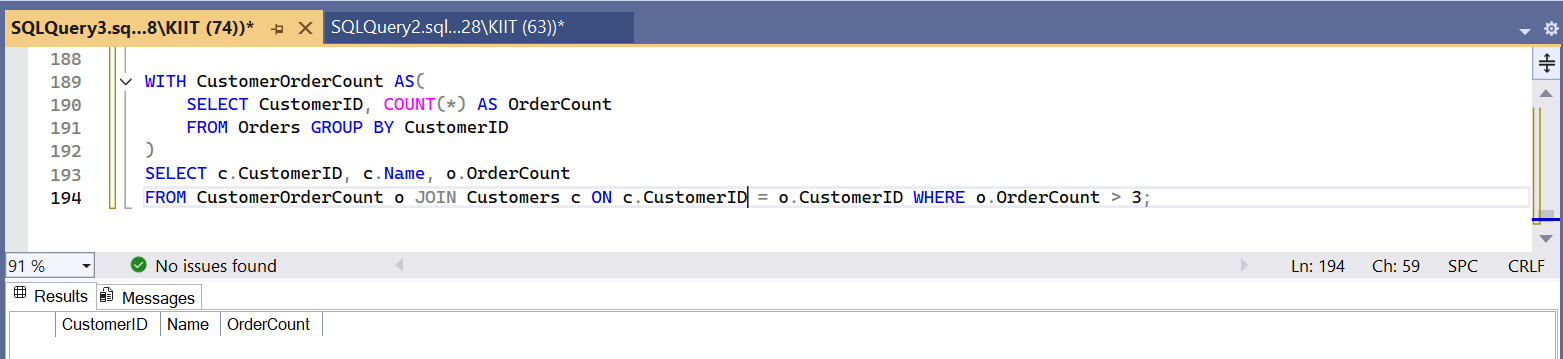 SQLQuery3.sq...8\KIIT (74))* SQLQuery2.sql...28\KIIT (63))*
188
189 WITH CustomerOrderCount AS(
190 SELECT CustomerID, COUNT(*) AS OrderCount
191 FROM Orders GROUP BY CustomerID
192 )
193 SELECT c.CustomerID, c.Name, o.OrderCount
194 FROM CustomerOrderCount o JOIN Customers c ON c.CustomerID = o.CustomerID WHERE o.OrderCount > 3;
91 % No issues found Ln: 194 Ch: 59 SPC CRLF
Results Messages
CustomerID Name OrderCount